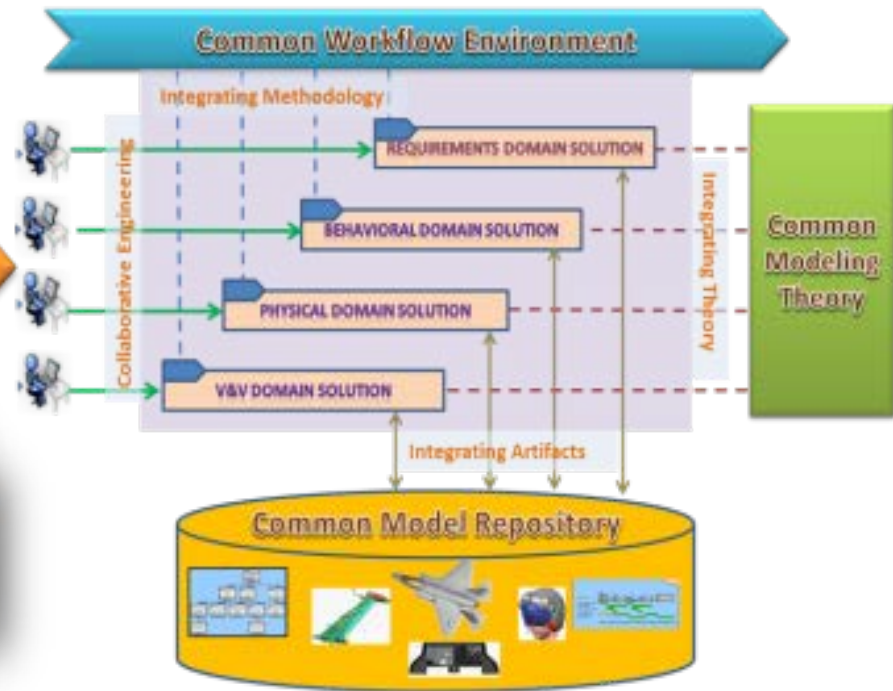 Common Workflow Environment
Integrating Methodology
REQUIREMENTS DOMAIN SOLUTION
BEHAVIORAL DOMAIN SOLUTION
PHYSICAL DOMAIN SOLUTION
V&V DOMAIN SOLUTION
Collaborative Engineering
Integrating Theory
Common
Modeling
Theory
Integrating Artifacts
Common Model Repository